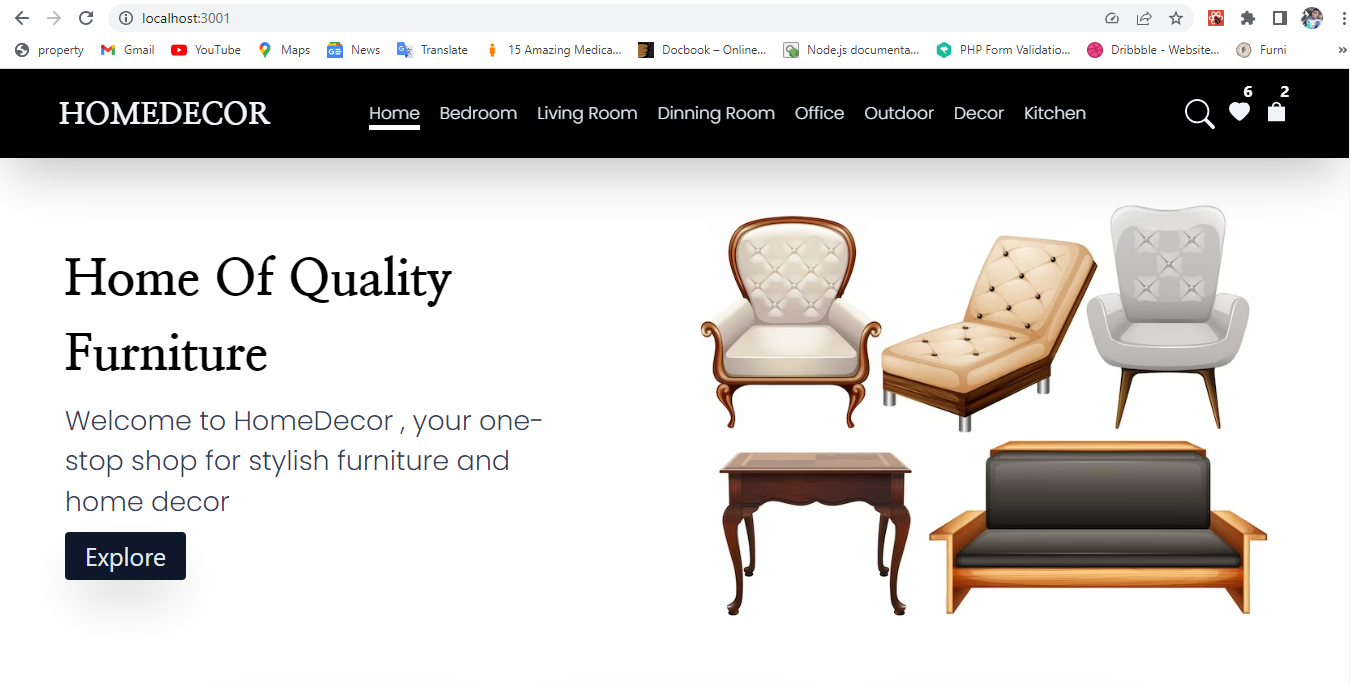 localhost:3001
property Gmail YouTube Maps News Translate 15 Amazing Medica... Docbook – Online... Node.js documenta... PHP Form Validatio... Dribbble - Website... Furni »
HOMEDECOR Home Bedroom Living Room Dinning Room Office Outdoor Decor Kitchen 6 2
Home Of Quality
Furniture
Welcome to HomeDecor , your one-
stop shop for stylish furniture and
home decor
Explore